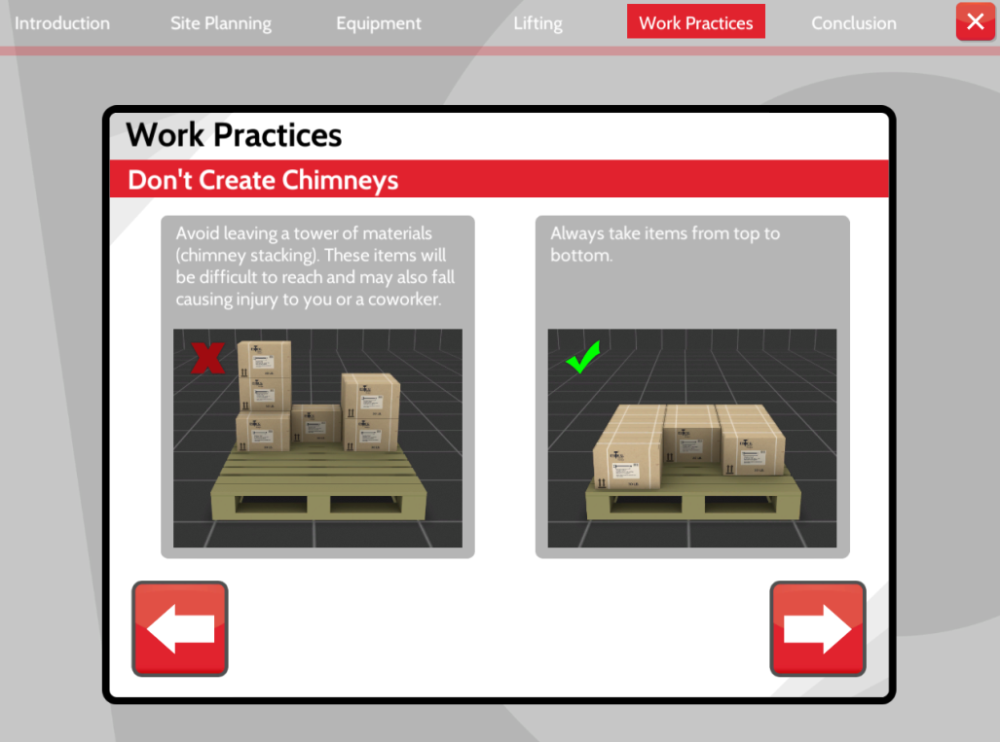 Introduction
Site Planning
Equipment
Lifting
Work Practices
Conclusion
Work Practices
Don't Create Chimneys
Avoid leaving a tower of materials
(chimney stacking). These items will
be difficult to reach and may also fall
causing injury to you or a coworker.
Always take items from top to
bottom.